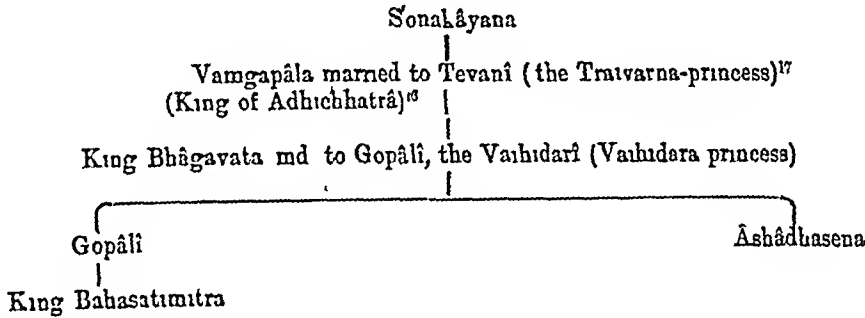 Śonakâyana
Vamgapâla married to Tevanî (the Traivarna-princess)¹⁷
(King of Adhichhatrâ)¹⁶
King Bhâgavata md to Gopâlî, the Vaihidarî (Vaihidara princess)
Gopâlî Âshâdhasena
King Bahasatimitra